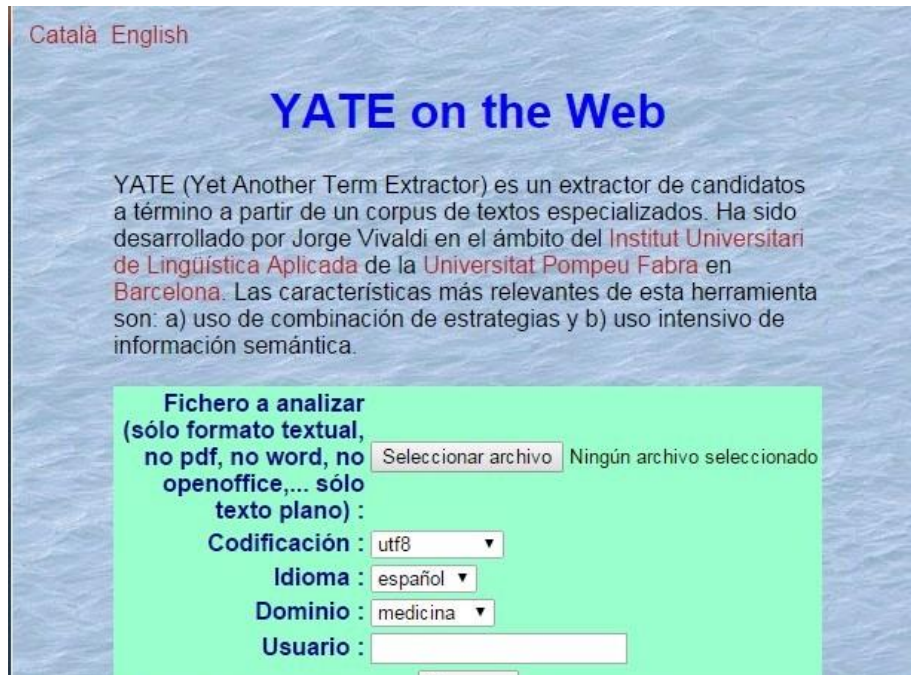 Català English
YATE on the Web
YATE (Yet Another Term Extractor) es un extractor de candidatos
a término a partir de un corpus de textos especializados. Ha sido
desarrollado por Jorge Vivaldi en el ámbito del Institut Universitari
de Lingüística Aplicada de la Universitat Pompeu Fabra en
Barcelona. Las características más relevantes de esta herramienta
son: a) uso de combinación de estrategias y b) uso intensivo de
información semántica.
Fichero a analizar
(sólo formato textual,
no pdf, no word, no
openoffice,... sólo
texto plano) :
Seleccionar archivo Ningún archivo seleccionado
Codificación : utf8
Idioma : español
Dominio : medicina
Usuario :